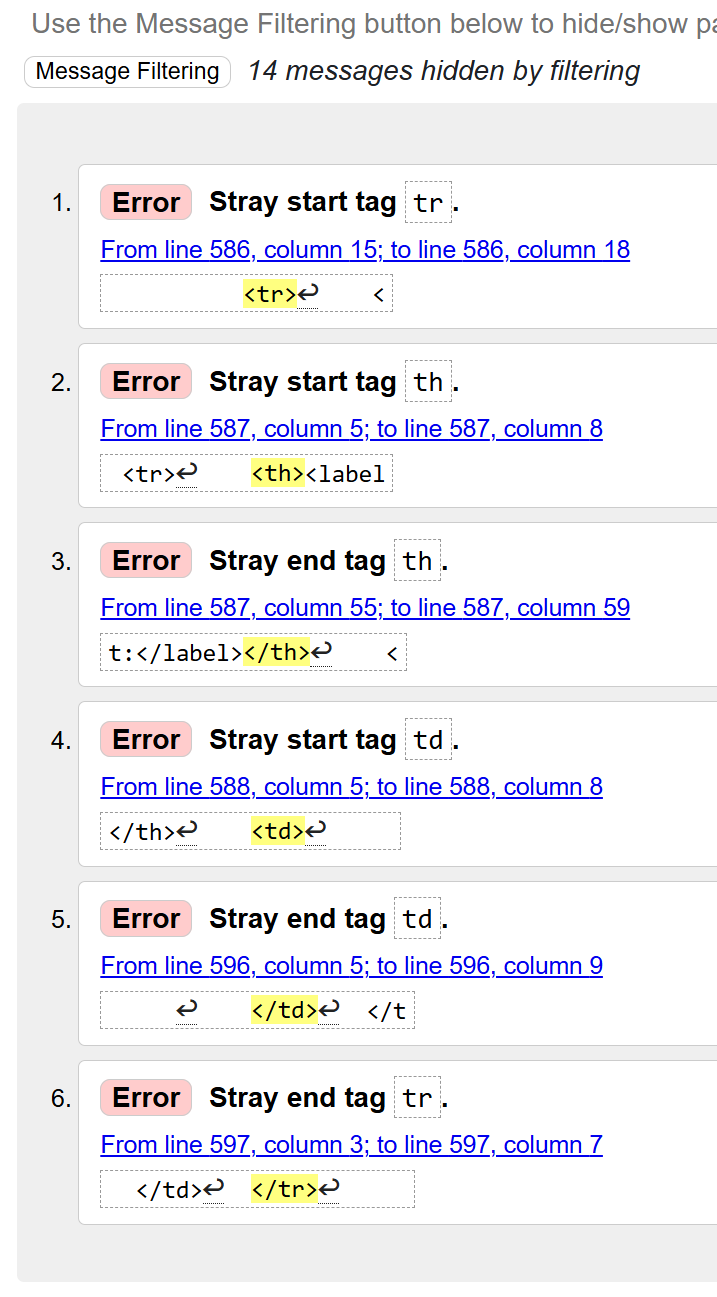 Use the Message Filtering button below to hide/show pa
Message Filtering 14 messages hidden by filtering
1. Error Stray start tag tr.
From line 586, column 15; to line 586, column 18
<tr>↩ <
2. Error Stray start tag th.
From line 587, column 5; to line 587, column 8
<tr>↩ <th><label
3. Error Stray end tag th.
From line 587, column 55; to line 587, column 59
t:</label></th>↩ <
4. Error Stray start tag td.
From line 588, column 5; to line 588, column 8
</th>↩ <td>↩
5. Error Stray end tag td.
From line 596, column 5; to line 596, column 9
↩ </td>↩ </t
6. Error Stray end tag tr.
From line 597, column 3; to line 597, column 7
</td>↩ </tr>↩